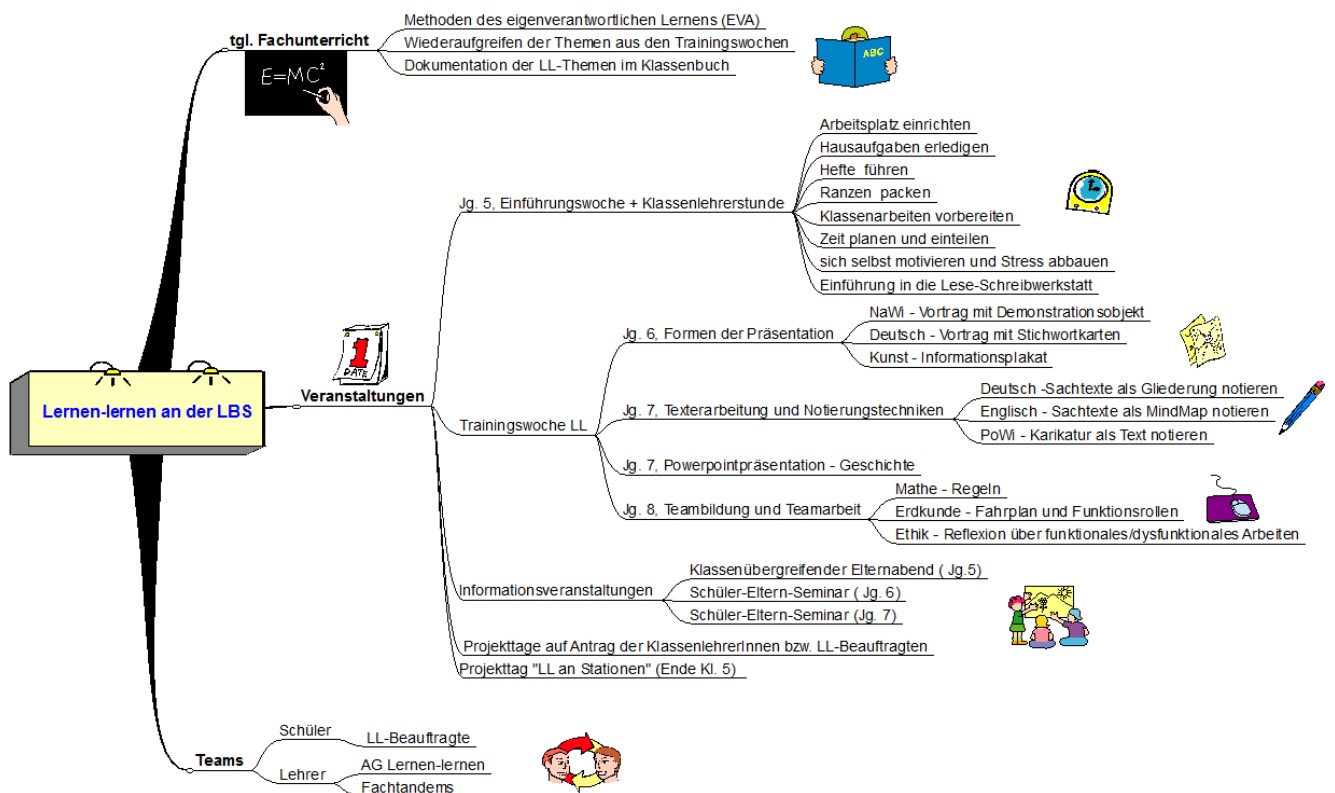 tgl. Fachunterricht
E=MC²
Methoden des eigenverantwortlichen Lernens (EVA)
Wiederaufgreifen der Themen aus den Trainingswochen
Dokumentation der LL-Themen im Klassenbuch
ABC
Lernen-lernen an der LBS
1
DATE
Veranstaltungen
Jg. 5, Einführungswoche + Klassenlehrerstunde
Arbeitsplatz einrichten
Hausaufgaben erledigen
Hefte führen
Ranzen packen
Klassenarbeiten vorbereiten
Zeit planen und einteilen
sich selbst motivieren und Stress abbauen
Einführung in die Lese-Schreibwerkstatt
Trainingswoche LL
Jg. 6, Formen der Präsentation
NaWi - Vortrag mit Demonstrationsobjekt
Deutsch - Vortrag mit Stichwortkarten
Kunst - Informationsplakat
Jg. 7, Texterarbeitung und Notierungstechniken
Deutsch -Sachtexte als Gliederung notieren
Englisch - Sachtexte als MindMap notieren
PoWi - Karikatur als Text notieren
Jg. 7, Powerpointpräsentation - Geschichte
Jg. 8, Teambildung und Teamarbeit
Mathe - Regeln
Erdkunde - Fahrplan und Funktionsrollen
Ethik - Reflexion über funktionales/dysfunktionales Arbeiten
Informationsveranstaltungen
Klassenübergreifender Elternabend ( Jg.5)
Schüler-Eltern-Seminar ( Jg. 6)
Schüler-Eltern-Seminar (Jg. 7)
Projekttage auf Antrag der KlassenlehrerInnen bzw. LL-Beauftragten
Projekttag "LL an Stationen" (Ende Kl. 5)
Teams
Schüler
LL-Beauftragte
Lehrer
AG Lernen-lernen
Fachtandems